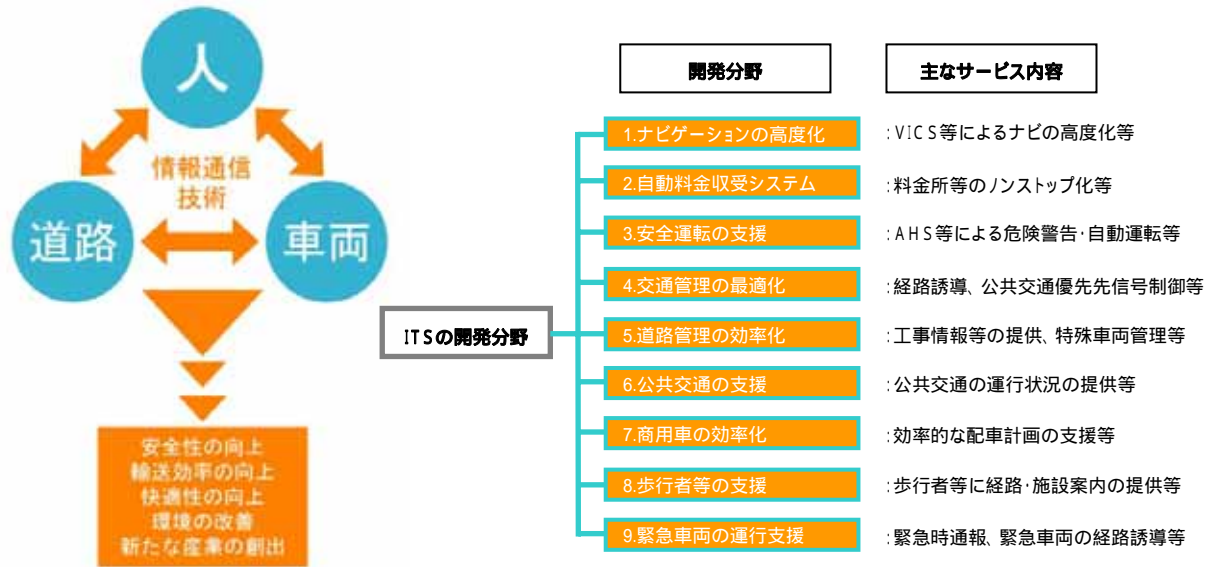 人
情報通信
技術
道路
車両
安全性の向上
輸送効率の向上
快適性の向上
環境の改善
新たな産業の創出
ITSの開発分野
開発分野
主なサービス内容
1.ナビゲーションの高度化
:VICS等によるナビの高度化等
2.自動料金収受システム
:料金所等のノンストップ化等
3.安全運転の支援
:AHS等による危険警告･自動運転等
4.交通管理の最適化
:経路誘導、公共交通優先先信号制御等
5.道路管理の効率化
:工事情報等の提供、特殊車両管理等
6.公共交通の支援
:公共交通の運行状況の提供等
7.商用車の効率化
:効率的な配車計画の支援等
8.歩行者等の支援
:歩行者等に経路･施設案内の提供等
9.緊急車両の運行支援
:緊急時通報、緊急車両の経路誘導等